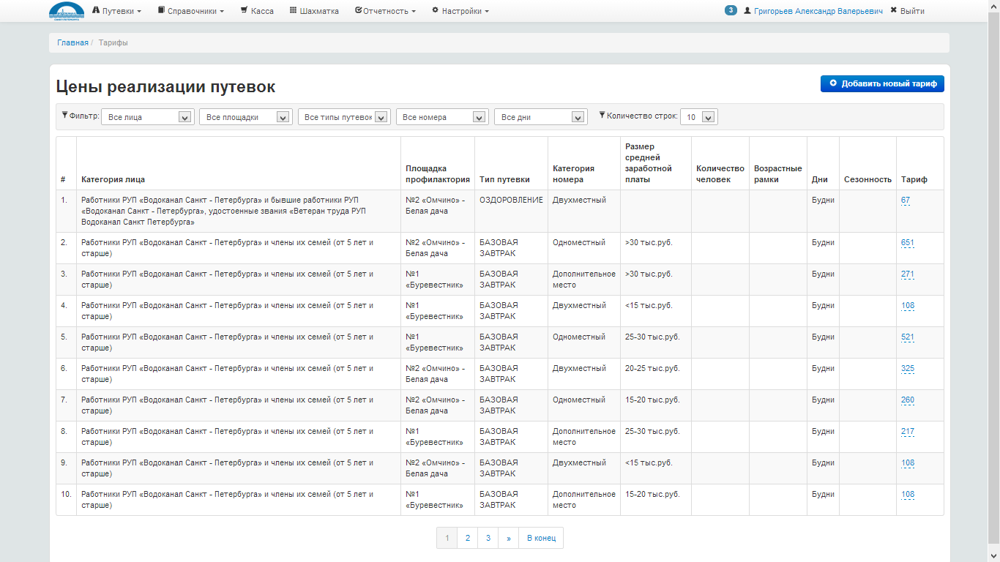 САНКТ-ПЕТЕРБУРГА
Путевки Справочники Касса Шахматка Отчетность Настройки 3 Григорьев Александр Валерьевич Выйти
Главная / Тарифы
Цены реализации путевок Добавить новый тариф
Фильтр: Все лица Все площадки Все типы путевок Все номера Все дни Количество строк: 10
# Категория лица Площадка профилактория Тип путевки Категория номера Размер средней заработной платы Количество человек Возрастные рамки Дни Сезонность Тариф
1. Работники РУП «Водоканал Санкт - Петербурга» и бывшие работники РУП «Водоканал Санкт - Петербурга», удостоенные звания «Ветеран труда РУП Водоканал Санкт Петербурга» №2 «Омчино» - Белая дача ОЗДОРОВЛЕНИЕ Двухместный Будни 67
2. Работники РУП «Водоканал Санкт - Петербурга» и члены их семей (от 5 лет и старше) №2 «Омчино» - Белая дача БАЗОВАЯ ЗАВТРАК Одноместный >30 тыс.руб. Будни 651
3. Работники РУП «Водоканал Санкт - Петербурга» и члены их семей (от 5 лет и старше) №1 «Буревестник» БАЗОВАЯ ЗАВТРАК Дополнительное место >30 тыс.руб. Будни 271
4. Работники РУП «Водоканал Санкт - Петербурга» и члены их семей (от 5 лет и старше) №1 «Буревестник» БАЗОВАЯ ЗАВТРАК Двухместный <15 тыс.руб. Будни 108
5. Работники РУП «Водоканал Санкт - Петербурга» и члены их семей (от 5 лет и старше) №1 «Буревестник» БАЗОВАЯ ЗАВТРАК Одноместный 25-30 тыс.руб. Будни 521
6. Работники РУП «Водоканал Санкт - Петербурга» и члены их семей (от 5 лет и старше) №2 «Омчино» - Белая дача БАЗОВАЯ ЗАВТРАК Двухместный 20-25 тыс.руб. Будни 325
7. Работники РУП «Водоканал Санкт - Петербурга» и члены их семей (от 5 лет и старше) №2 «Омчино» - Белая дача БАЗОВАЯ ЗАВТРАК Одноместный 15-20 тыс.руб. Будни 260
8. Работники РУП «Водоканал Санкт - Петербурга» и члены их семей (от 5 лет и старше) №1 «Буревестник» БАЗОВАЯ ЗАВТРАК Дополнительное место 25-30 тыс.руб. Будни 217
9. Работники РУП «Водоканал Санкт - Петербурга» и члены их семей (от 5 лет и старше) №2 «Омчино» - Белая дача БАЗОВАЯ ЗАВТРАК Двухместный <15 тыс.руб. Будни 108
10. Работники РУП «Водоканал Санкт - Петербурга» и члены их семей (от 5 лет и старше) №1 «Буревестник» БАЗОВАЯ ЗАВТРАК Дополнительное место 15-20 тыс.руб. Будни 108
1 2 3 » В конец